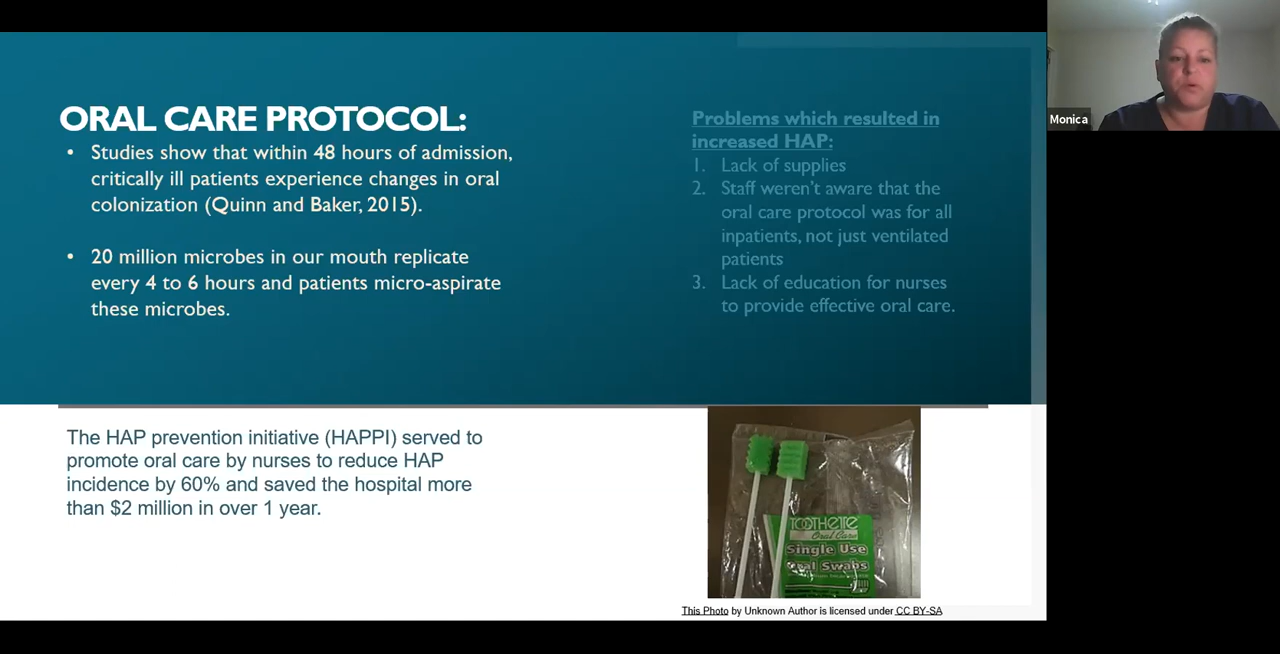 ORAL CARE PROTOCOL:
• Studies show that within 48 hours of admission,
critically ill patients experience changes in oral
colonization (Quinn and Baker, 2015).
• 20 million microbes in our mouth replicate
every 4 to 6 hours and patients micro-aspirate
these microbes.
Problems which resulted in
increased HAP:
1. Lack of supplies
2. Staff weren't aware that the
oral care protocol was for all
inpatients, not just ventilated
patients
3. Lack of education for nurses
to provide effective oral care.
Monica
The HAP prevention initiative (HAPPI) served to
promote oral care by nurses to reduce HAP
incidence by 60% and saved the hospital more
than $2 million in over 1 year.
TOOTHETTE
Oral Care
Single Use
Oral Swabs
This Photo by Unknown Author is licensed under CC BY-SA